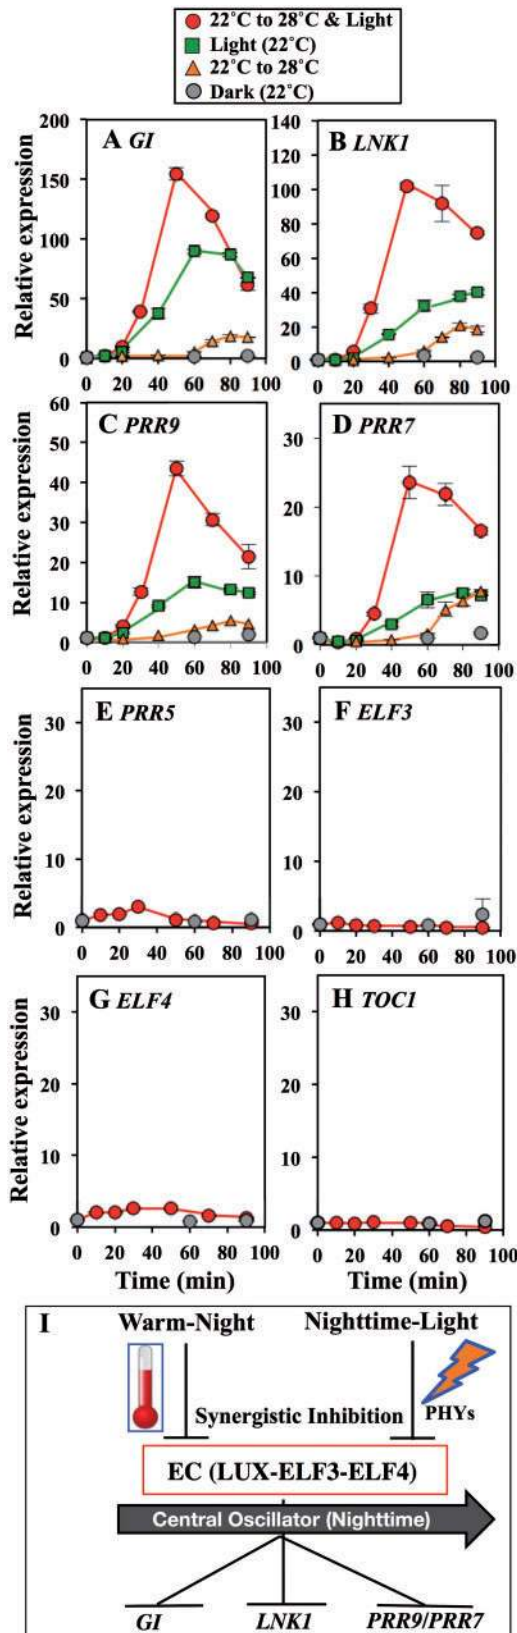 22˚C to 28˚C & Light
Light (22˚C)
22˚C to 28˚C
Dark (22˚C)
A GI
B LNK1
Relative expression
200
150
100
50
0
140
120
100
80
60
40
20
0
0 20 40 60 80 100
0 20 40 60 80 100
C PRR9
D PRR7
Relative expression
60
50
40
30
20
10
0
30
20
10
0
0 20 40 60 80 100
0 20 40 60 80 100
E PRR5
F ELF3
Relative expression
30
20
10
0
30
20
10
0
0 20 40 60 80 100
0 20 40 60 80 100
G ELF4
H TOC1
Relative expression
30
20
10
0
30
20
10
0
0 20 40 60 80 100
0 20 40 60 80 100
Time (min)
Time (min)
I
Warm-Night
Nighttime-Light
Synergistic Inhibition
PHYs
EC (LUX-ELF3-ELF4)
Central Oscillator (Nighttime)
GI
LNK1
PRR9/PRR7